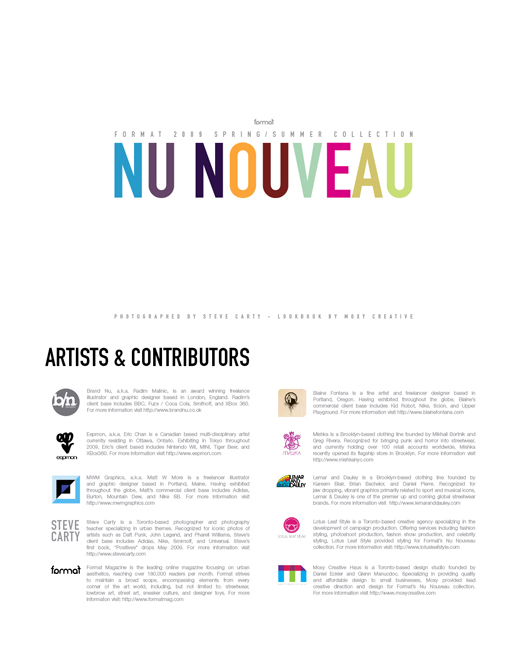 format
FORMAT 2009 SPRING/SUMMER COLLECTION
NU NOUVEAU
PHOTOGRAPHED BY STEVE CARTY - LOOKBOOK BY MOXY CREATIVE
ARTISTS & CONTRIBUTORS
b/n
Brand Nu, a.k.a. Radim Malinic, is an award winning freelance
illustrator and graphic designer based in London, England. Radim's
client base includes BBC, Fuze / Coca Cola, Smirnoff, and XBox 360.
For more information visit http://www.brandnu.co.uk
eepmon
Eepmon, a.k.a. Eric Chan is a Canadian based multi-disciplinary artist
currently residing in Ottawa, Ontario. Exhibiting in Tokyo throughout
2009, Eric's client base includes Nintendo Wii, MINI, Tiger Beer, and
XBox360. For more information visit http://www.eepmon.com
MWM Graphics, a.k.a. Matt W Moore is a freelancer illustrator
and graphic designer based in Portland, Maine. Having exhibited
throughout the globe, Matt's commercial client base includes Adidas,
Burton, Mountain Dew, and Nike SB. For more information visit
http://www.mwmgraphics.com
STEVE
CARTY
Steve Carty is a Toronto-based photographer and photography
teacher specializing in urban themes. Recognized for iconic photos of
artists such as Daft Punk, John Legend, and Pharell Williams, Steve's
client base includes Adidas, Nike, Smirnoff, and Universal. Steve's
first book, "Positives" drops May 2009. For more information visit
http://www.stevecarty.com
format
Format Magazine is the leading online magazine focusing on urban
aesthetics, reaching over 190,000 readers per month. Format strives
to maintain a broad scope, encompassing elements from every
corner of the art world, including, but not limited to: streetwear,
lowbrow art, street art, sneaker culture, and designer toys. For more
information visit: http://www.formatmag.com
Blaine Fontana is a fine artist and freelance designer based in
Portland, Oregon. Having exhibited throughout the globe, Blaine's
commercial client base includes Kid Robot, Nike, Scion, and Upper
Playground. For more information visit http://www.blainefontana.com
MISHKA
Mishka is a Brooklyn-based clothing line founded by Mikhail Bortnik and
Greg Rivera. Recognized for bringing punk and horror into streetwear,
and currently holding over 100 retail accounts worldwide, Mishka
recently opened its flagship store in Brooklyn. For more information visit
http://www.mishkanyc.com
LEMAR
AND
DAULEY
Lemar and Dauley is a Brooklyn-based clothing line founded by
Kareem Blair, Brian Baukeke, and Daniel Pierre. Recognized for
jaw dropping, vibrant graphics primarily related to sport and musical icons,
Lemar & Dauley is one of the premier up and coming global streetwear
brands. For more information visit http://www.lemaranddauley.com
lotus leaf style
Lotus Leaf Style is a Toronto-based creative agency specializing in the
development of campaign production. Offering services including fashion
styling, photoshoot production, fashion show production, and celebrity
styling, Lotus Leaf Style provided styling for Format's Nu Nouveau
collection. For more information visit: http://www.lotusleafstyle.com
Moxy Creative Haus is a Toronto-based design studio founded by
Daniel Eckler and Glenn Manucdoc. Specializing in providing quality
and affordable design to small businesses, Moxy provided lead
creative direction and design for Format's Nu Nouveau collection.
For more information visit http://www.moxycreative.com